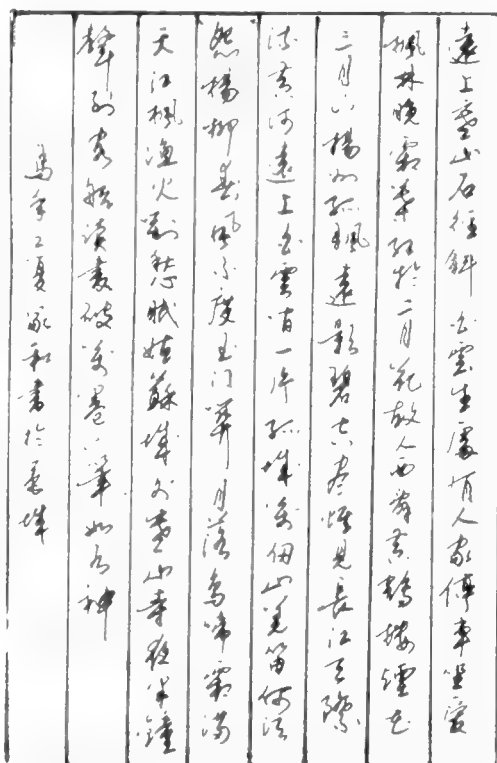 遠上寒山石徑斜 白雲生處有人家停車坐愛
楓林晚霜葉紅於二月花故人西辭黃鶴樓煙花
三月下揚州孤帆遠影碧空盡惟見長江天際
流黃河遠上白雲間一片孤城萬仞山羌笛何須
怨楊柳春風不度玉門關月落烏啼霜滿
天江楓漁火對愁眠姑蘇城外寒山寺夜半鐘
聲到客船讀書破萬卷下筆如有神
馬年之夏家和書於城